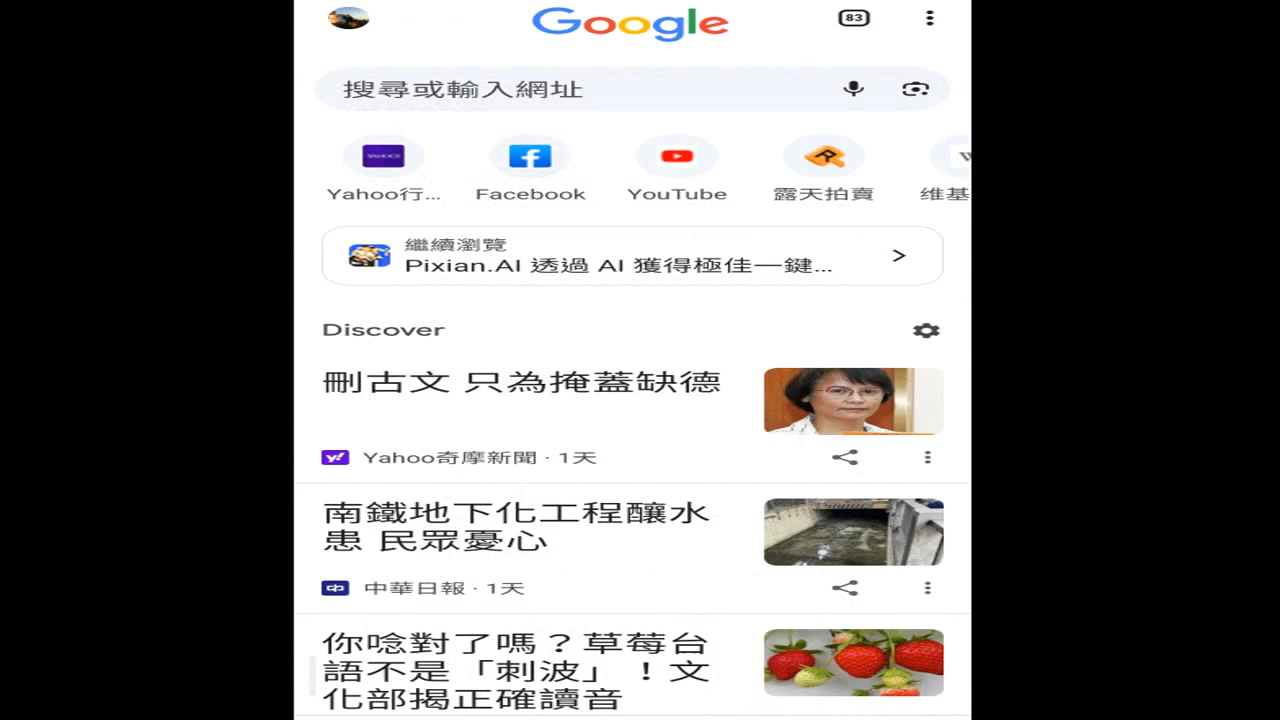 Google
83
搜尋或輸入網址
YAHOO!
Yahoo行...
Facebook
YouTube
露天拍賣
維基
繼續瀏覽
Pixian.AI 透過 AI 獲得極佳一鍵...
Discover
刪古文 只為掩蓋缺德
Yahoo奇摩新聞 · 1天
南鐵地下化工程釀水
患 民眾憂心
中華日報 · 1天
你唸對了嗎？草莓台
語不是「刺波」！文
化部揭正確讀音